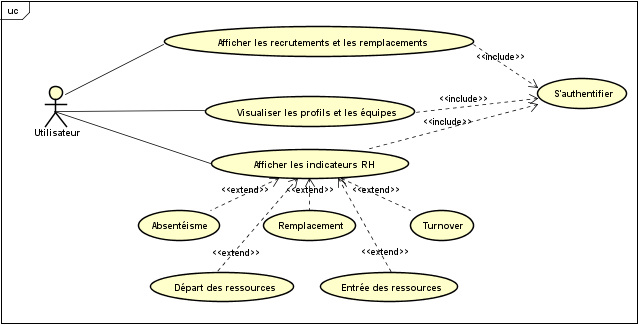 uc
Afficher les recrutements et les remplacements
<<include>>
S'authentifier
Utilisateur
Visualiser les profils et les équipes
<<include>>
<<include>>
Afficher les indicateurs RH
<<extend>>
<<extend>>
<<extend>>
Absentéisme
Remplacement
Turnover
<<extend>>
<<extend>>
Départ des ressources
Entrée des ressources